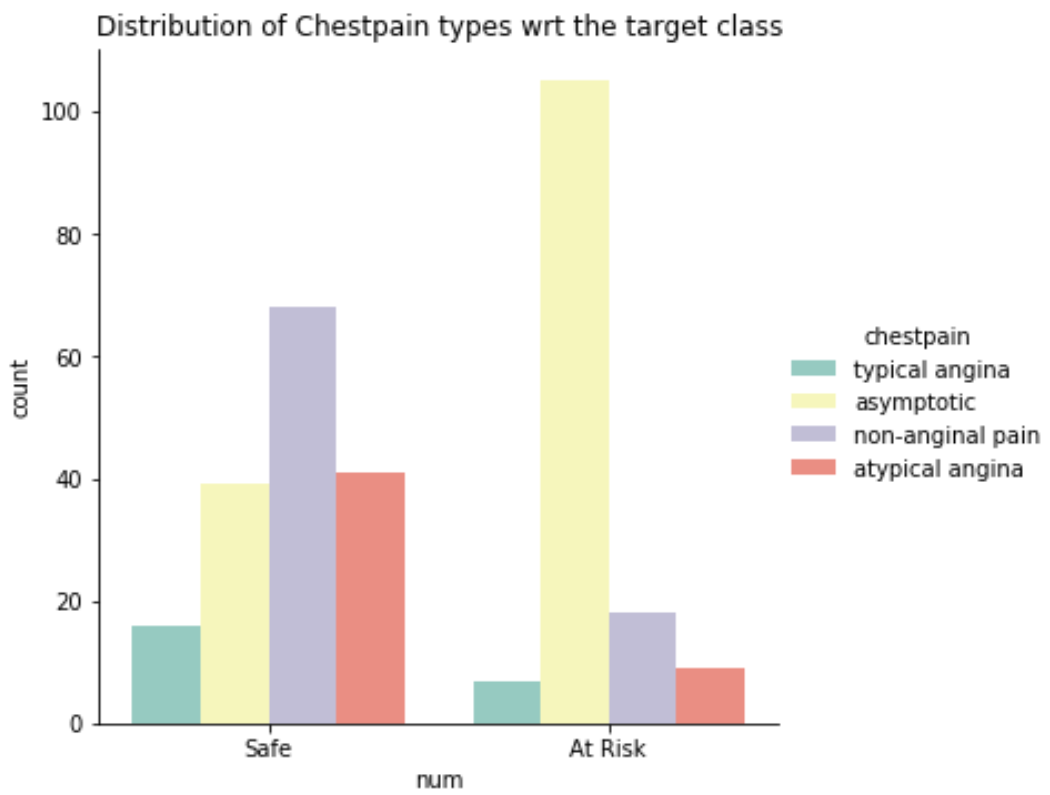 Distribution of Chestpain types wrt the target class
100
80
60
40
20
0
count
Safe
At Risk
num
chestpain
typical angina
asymptotic
non-anginal pain
atypical angina